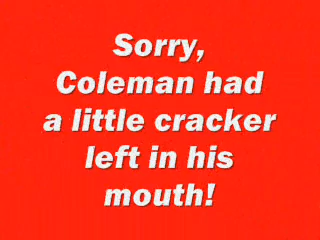 Sorry,
Coleman had
a little cracker
left in his
mouth!